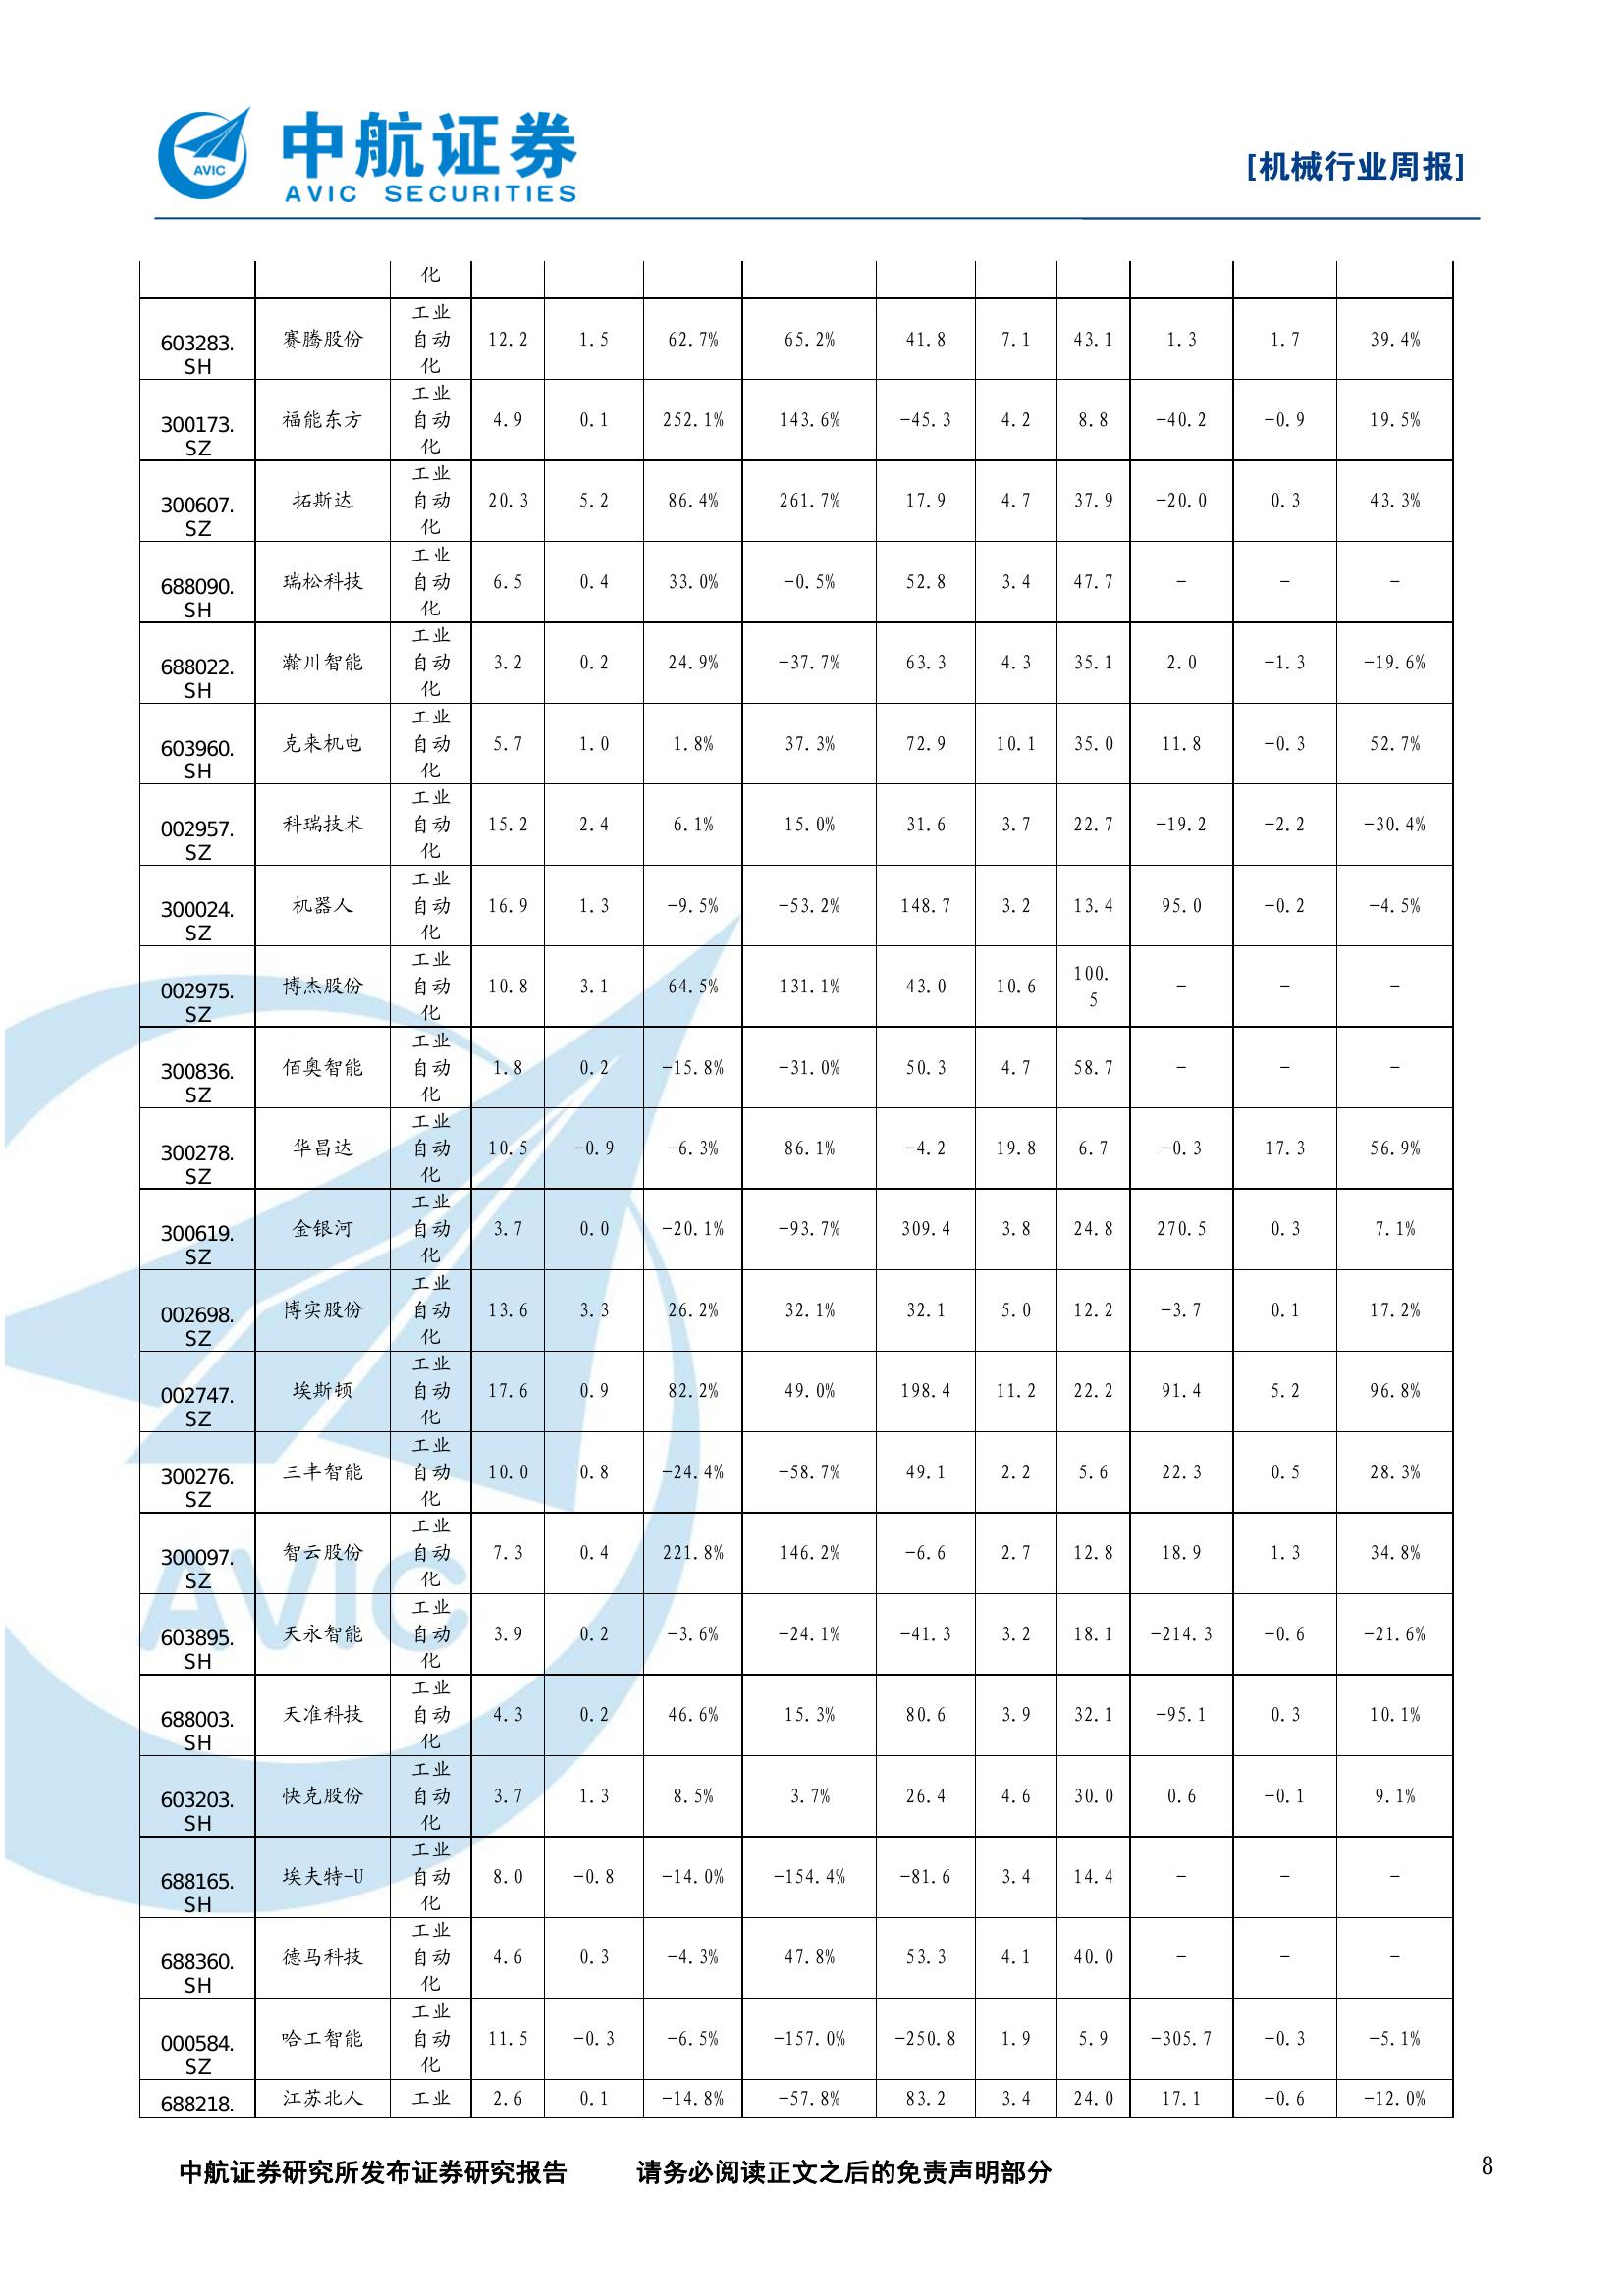 中航证券
AVIC SECURITIES
AVIC
[机械行业周报]
化
603283.SH 赛腾股份 工业自动化 12.2 1.5 62.7% 65.2% 41.8 7.1 43.1 1.3 1.7 39.4%
300173.SZ 福能东方 工业自动化 4.9 0.1 252.1% 143.6% -45.3 4.2 8.8 -40.2 -0.9 19.5%
300607.SZ 拓斯达 工业自动化 20.3 5.2 86.4% 261.7% 17.9 4.7 37.9 -20.0 0.3 43.3%
688090.SH 瑞松科技 工业自动化 6.5 0.4 33.0% -0.5% 52.8 3.4 47.7 - - -
688022.SH 瀚川智能 工业自动化 3.2 0.2 24.9% -37.7% 63.3 4.3 35.1 2.0 -1.3 -19.6%
603960.SH 克来机电 工业自动化 5.7 1.0 1.8% 37.3% 72.9 10.1 35.0 11.8 -0.3 52.7%
002957.SZ 科瑞技术 工业自动化 15.2 2.4 6.1% 15.0% 31.6 3.7 22.7 -19.2 -2.2 -30.4%
300024.SZ 机器人 工业自动化 16.9 1.3 -9.5% -53.2% 148.7 3.2 13.4 95.0 -0.2 -4.5%
002975.SZ 博杰股份 工业自动化 10.8 3.1 64.5% 131.1% 43.0 10.6 100.5 - - -
300836.SZ 佰奥智能 工业自动化 1.8 0.2 -15.8% -31.0% 50.3 4.7 58.7 - - -
300278.SZ 华昌达 工业自动化 10.5 -0.9 -6.3% 86.1% -4.2 19.8 6.7 -0.3 17.3 56.9%
300619.SZ 金银河 工业自动化 3.7 0.0 -20.1% -93.7% 309.4 3.8 24.8 270.5 0.3 7.1%
002698.SZ 博实股份 工业自动化 13.6 3.3 26.2% 32.1% 32.1 5.0 12.2 -3.7 0.1 17.2%
002747.SZ 埃斯顿 工业自动化 17.6 0.9 82.2% 49.0% 198.4 11.2 22.2 91.4 5.2 96.8%
300276.SZ 三丰智能 工业自动化 10.0 0.8 -24.4% -58.7% 49.1 2.2 5.6 22.3 0.5 28.3%
300097.SZ 智云股份 工业自动化 7.3 0.4 221.8% 146.2% -6.6 2.7 12.8 18.9 1.3 34.8%
603895.SH 天永智能 工业自动化 3.9 0.2 -3.6% -24.1% -41.3 3.2 18.1 -214.3 -0.6 -21.6%
688003.SH 天准科技 工业自动化 4.3 0.2 46.6% 15.3% 80.6 3.9 32.1 -95.1 0.3 10.1%
603203.SH 快克股份 工业自动化 3.7 1.3 8.5% 3.7% 26.4 4.6 30.0 0.6 -0.1 9.1%
688165.SH 埃夫特-U 工业自动化 8.0 -0.8 -14.0% -154.4% -81.6 3.4 14.4 - - -
688360.SH 德马科技 工业自动化 4.6 0.3 -4.3% 47.8% 53.3 4.1 40.0 - - -
000584.SZ 哈工智能 工业自动化 11.5 -0.3 -6.5% -157.0% -250.8 1.9 5.9 -305.7 -0.3 -5.1%
688218. 江苏北人 工业 2.6 0.1 -14.8% -57.8% 83.2 3.4 24.0 17.1 -0.6 -12.0%
AVIC
中航证券研究所发布证券研究报告 请务必阅读正文之后的免责声明部分 8